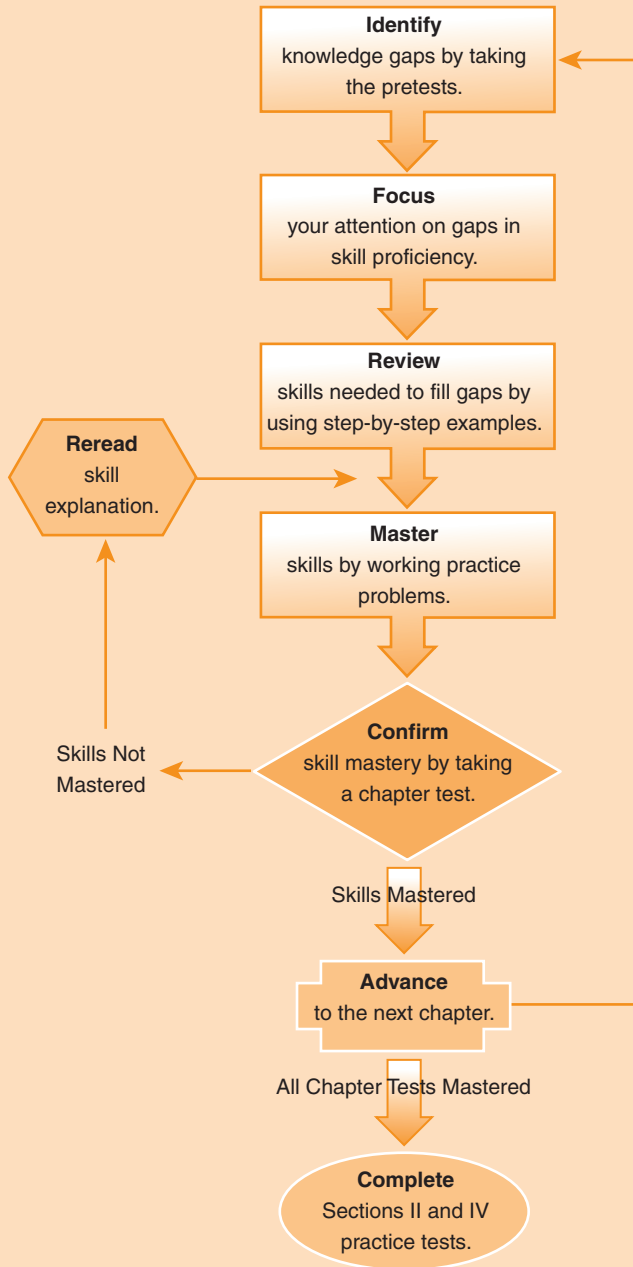 Identify
knowledge gaps by taking
the pretests.
Focus
your attention on gaps in
skill proficiency.
Review
skills needed to fill gaps by
using step-by-step examples.
Reread
skill
explanation.
Master
skills by working practice
problems.
Confirm
skill mastery by taking
a chapter test.
Skills Not
Mastered
Skills Mastered
Advance
to the next chapter.
All Chapter Tests Mastered
Complete
Sections II and IV
practice tests.